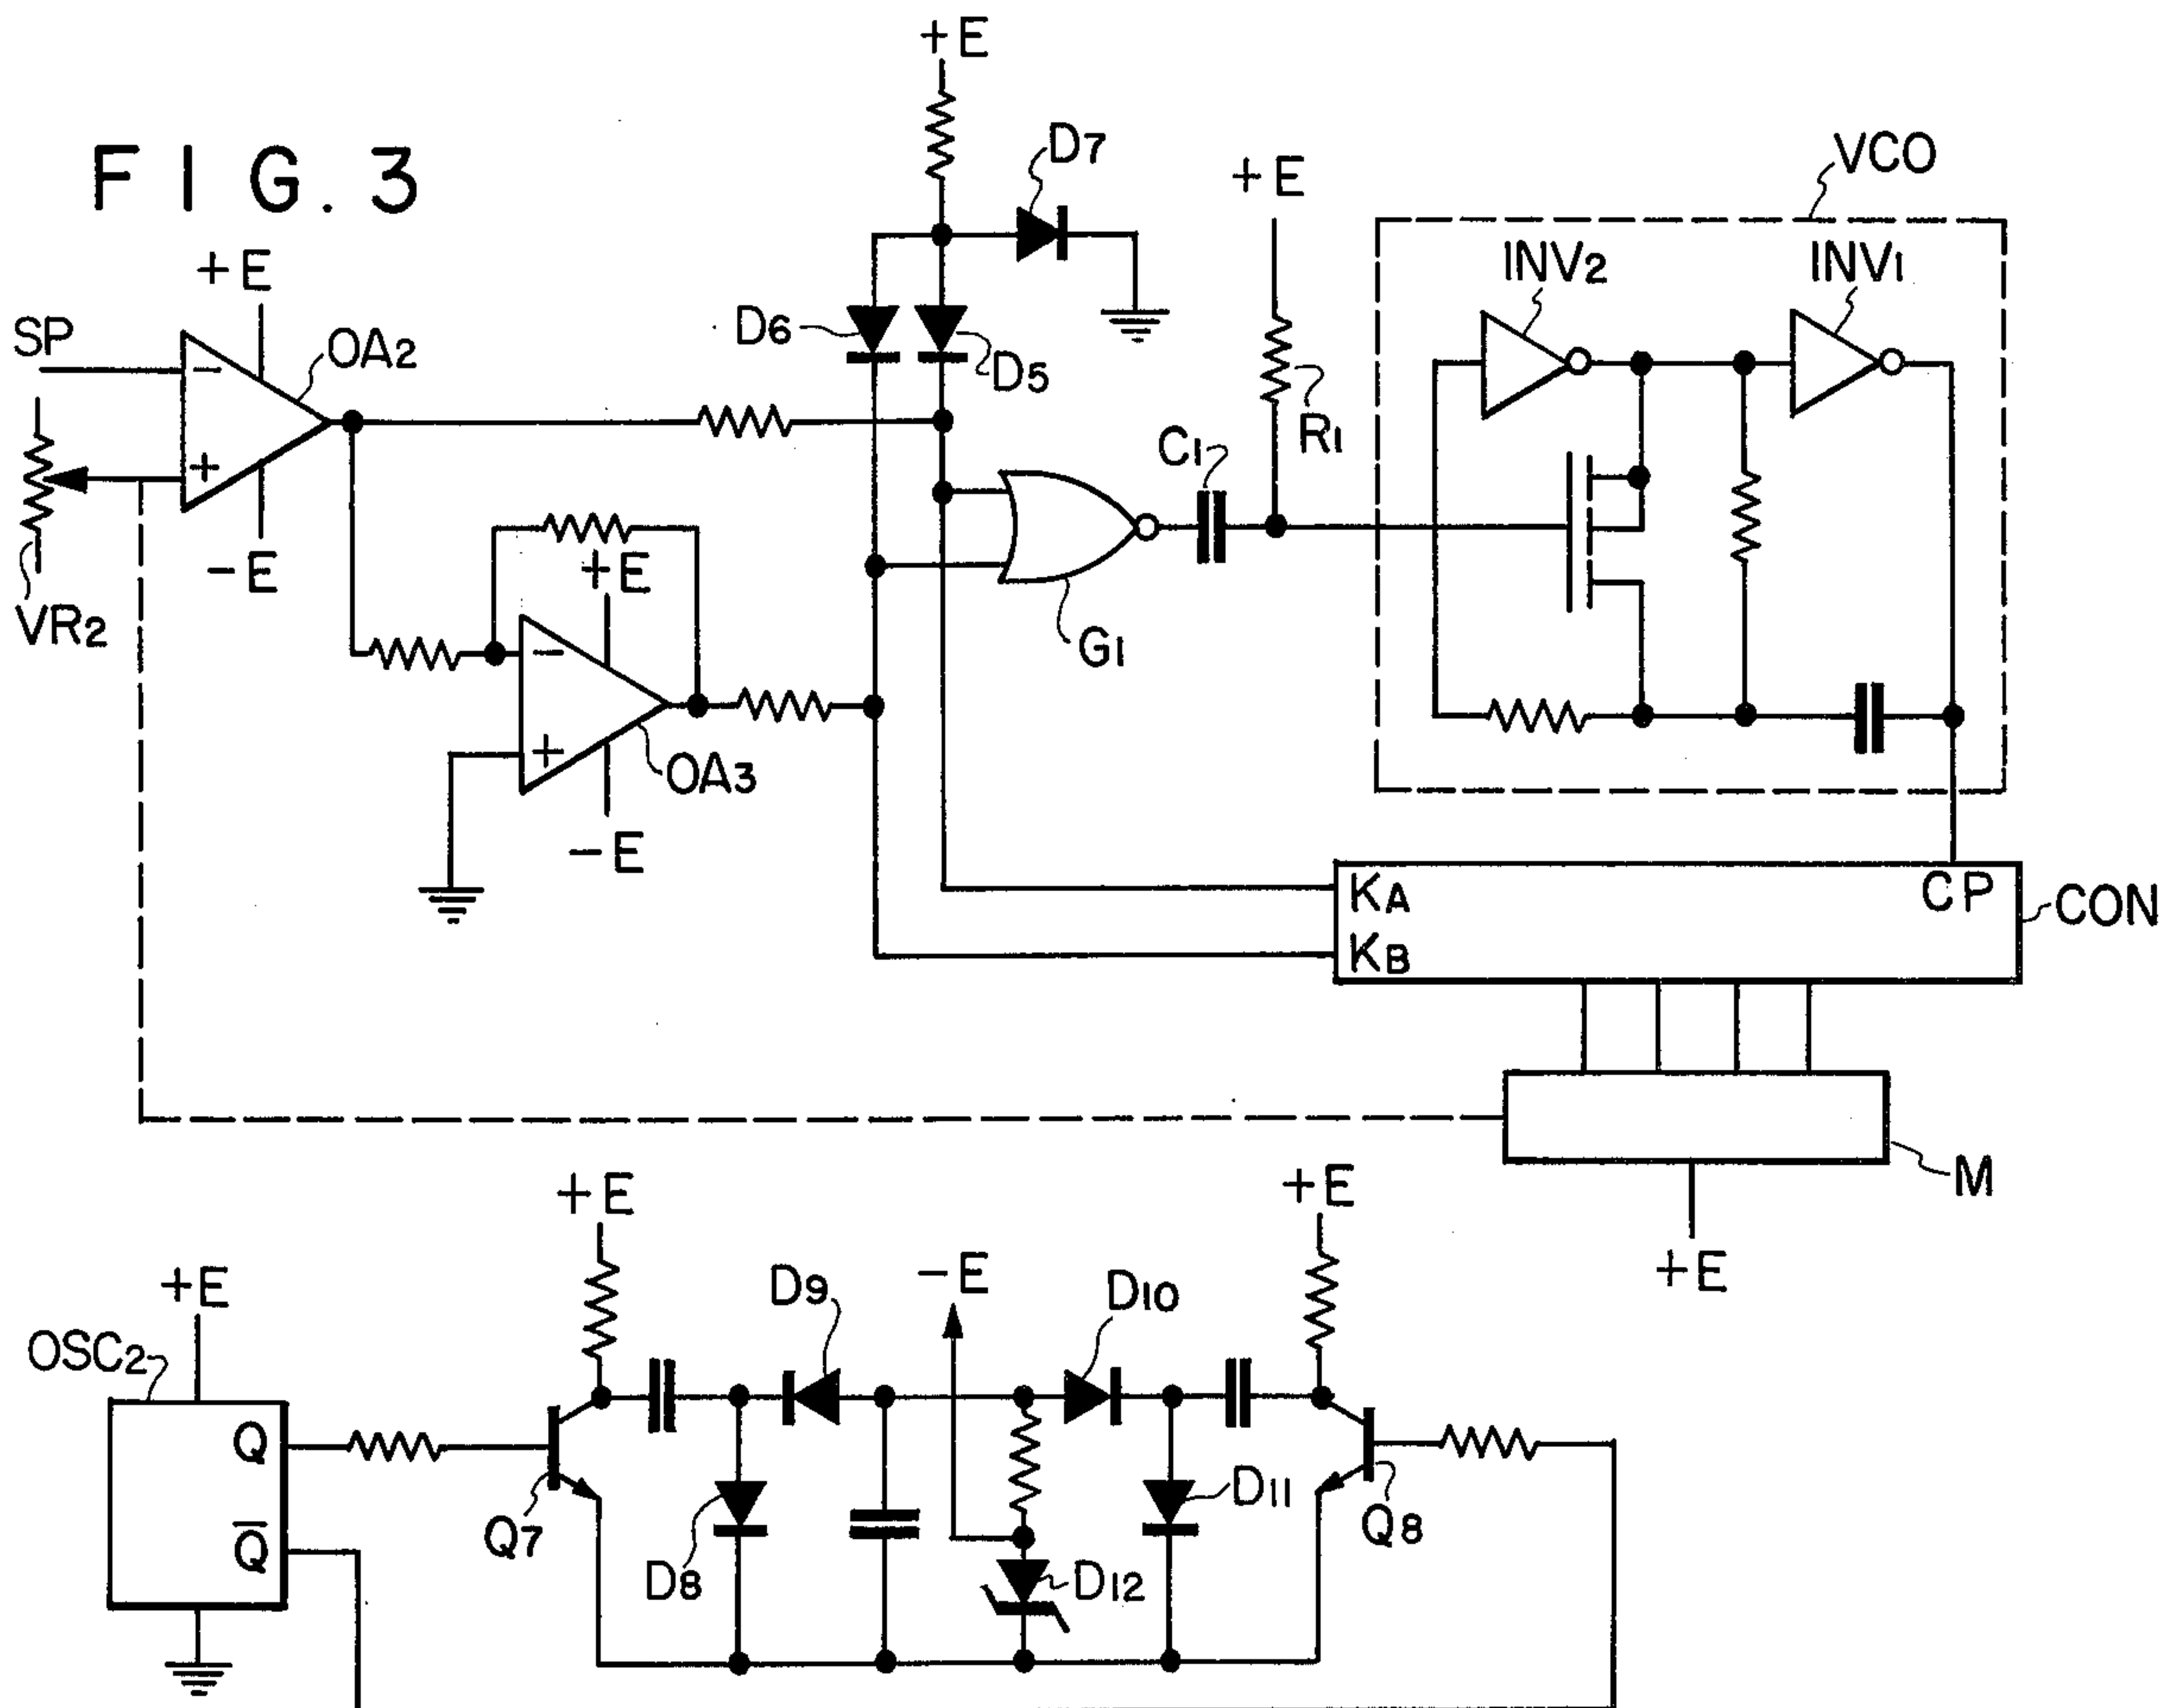 FIG. 3
+E
D7
+E
VCO
INV2
INV1
+E
SP
OA2
D6
D5
R1
C1
-
+
-E
VR2
+E
G1
-
+
OA3
-E
KA
CP
CON
KB
M
+E
+E
+E
-E
D9
D10
+E
OSC2
Q
Q̅
Q7
D8
D12
D11
Q8